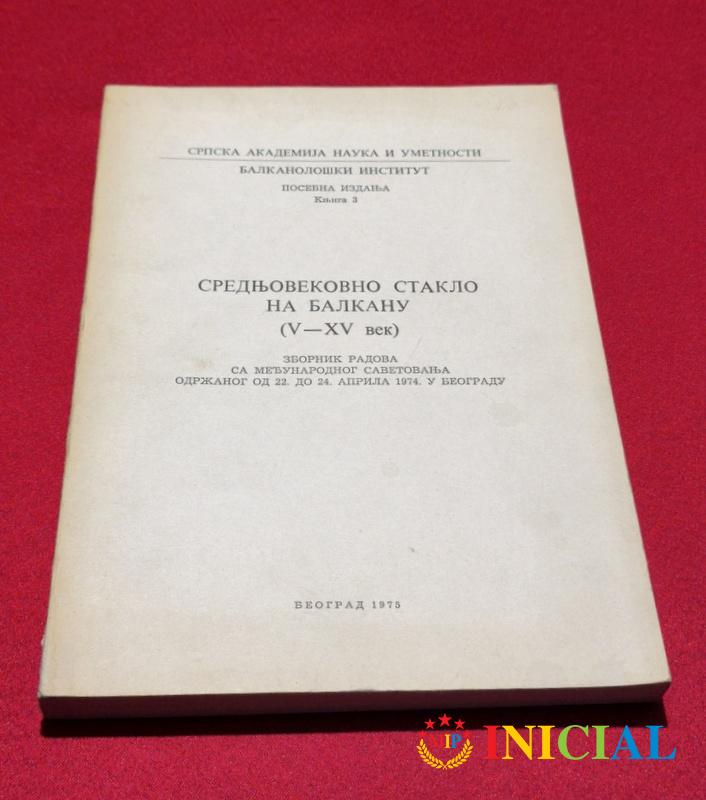 СРПСКА АКАДЕМИЈА НАУКА И УМЕТНОСТИ
БАЛКАНОЛОШКИ ИНСТИТУТ
ПОСЕБНА ИЗДАЊА
Књига 3
СРЕДЊОВЕКОВНО СТАКЛО
НА БАЛКАНУ
(V—XV век)
ЗБОРНИК РАДОВА
СА МЕЂУНАРОДНОГ САВЕТОВАЊА
ОДРЖАНОГ ОД 22. ДО 24. АПРИЛА 1974. У БЕОГРАДУ
БЕОГРАД 1975
IP INICIAL